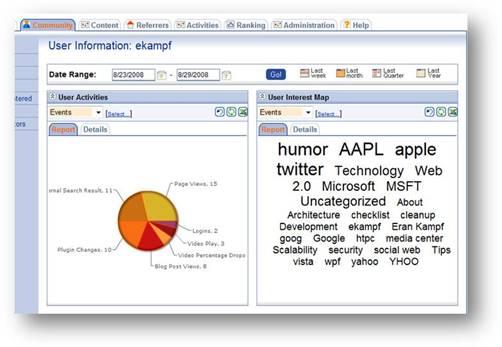 Community Content Referrers Activities Ranking Administration Help
User Information: ekampf
Date Range: 8/23/2008 - 8/29/2008 Go! Last week Last month Last Quarter Last Year
User Activities
Events [Select...]
Report Details
Page Views, 15
Logins, 2
Video Play, 3
Video Percentage Drops
Blog Post Views, 6
Plugin Changes, 10
rnal Search Result, 11
User Interest Map
Events [Select...]
Report Details
humor AAPL apple
twitter Technology Web
2.0 Microsoft MSFT
Uncategorized About
Architecture checklist cleanup
Development ekampf Eran Kampf
goog Google htpc media center
Scalability security social web Tips
vista wpf yahoo YHOO
tered
tors